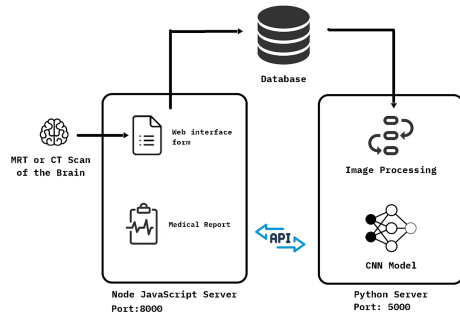 Database
Web interface
form
MRT or CT Scan
of the Brain
Image Processing
Medical Report
API
CNN Model
Node JavaScript Server
Port:8000
Python Server
Port: 5000